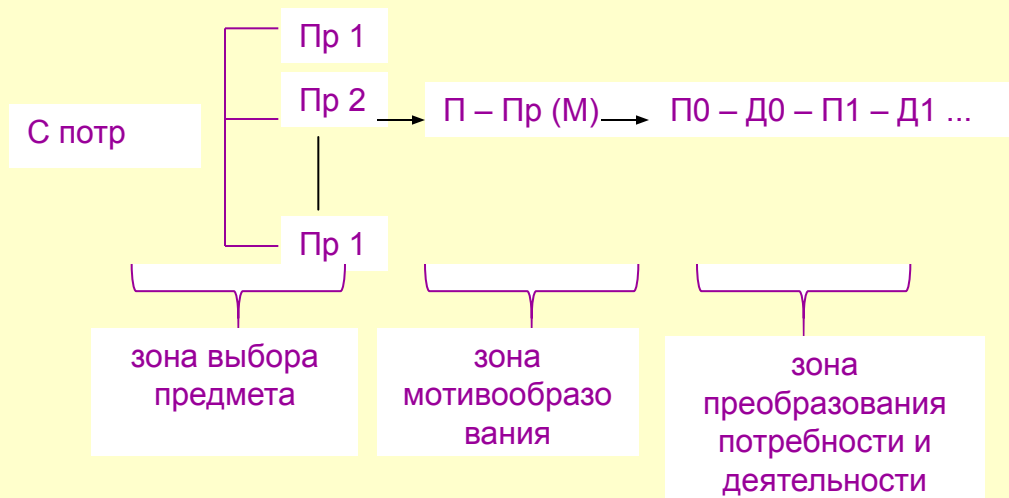 Пр 1
Пр 2
С потр
П – Пр (М)
П0 – Д0 – П1 – Д1 ...
Пр 1
зона выбора
предмета
зона
мотивообразо
вания
зона
преобразования
потребности и
деятельности